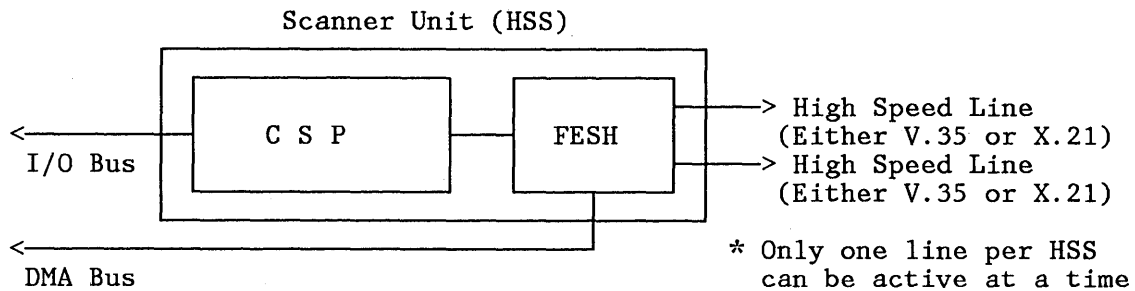 Scanner Unit (HSS)
C S P
FESH
I/O Bus
High Speed Line
(Either V.35 or X.21)
High Speed Line
(Either V.35 or X.21)
DMA Bus
* Only one line per HSS
can be active at a time